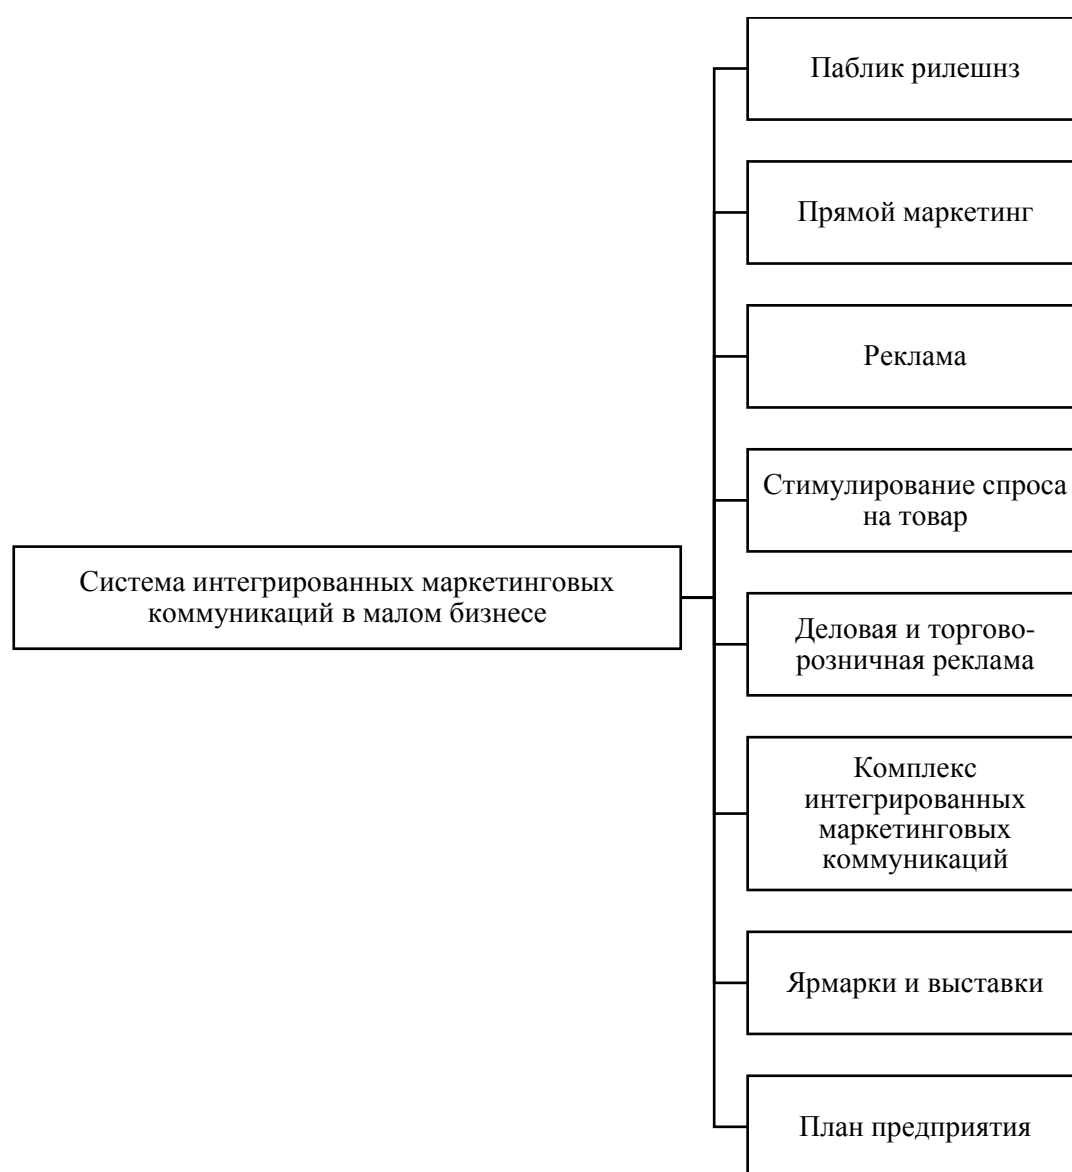 Паблик рилешнз
Прямой маркетинг
Реклама
Стимулирование спроса
на товар
Система интегрированных маркетинговых
коммуникаций в малом бизнесе
Деловая и торгово-
розничная реклама
Комплекс
интегрированных
маркетинговых
коммуникаций
Ярмарки и выставки
План предприятия